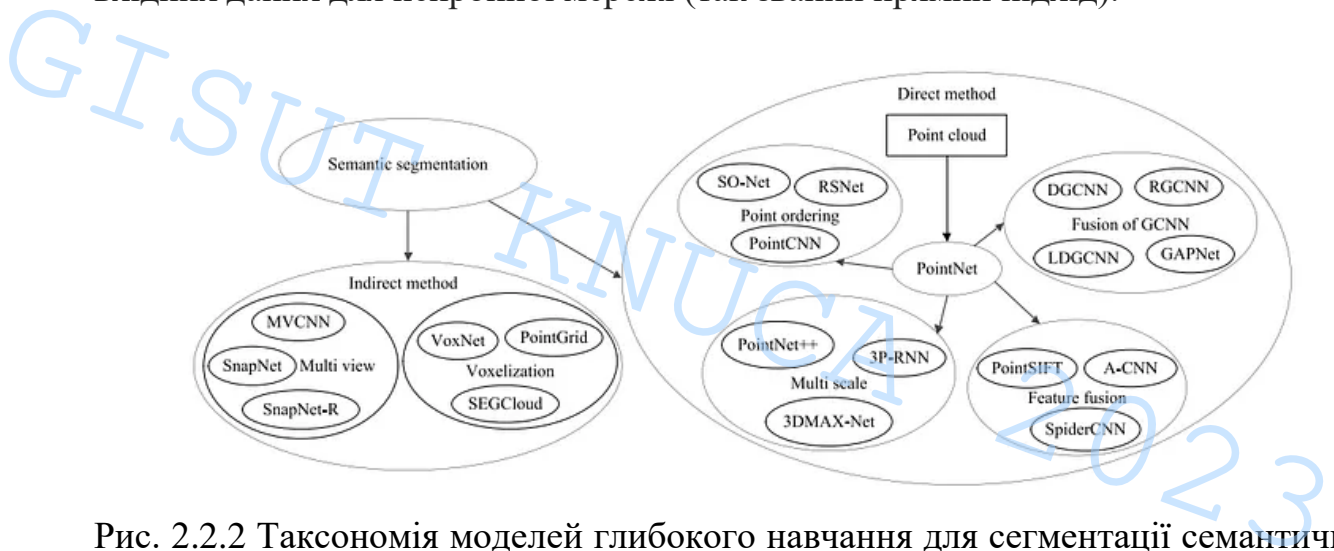 Direct method
Point cloud
Semantic segmentation
SO-Net RSNet
Point ordering
PointCNN
DGCNN RGCNN
Fusion of GCNN
LDGCNN GAPNet
PointNet
Indirect method
MVCNN
SnapNet Multi view
SnapNet-R
VoxNet PointGrid
Voxelization
SEGCloud
PointNet++ 3P-RNN
Multi scale
3DMAX-Net
PointSIFT A-CNN
Feature fusion
SpiderCNN
GISUT KNUCA 2023
Рис. 2.2.2 Таксономія моделей глибокого навчання для сегментації